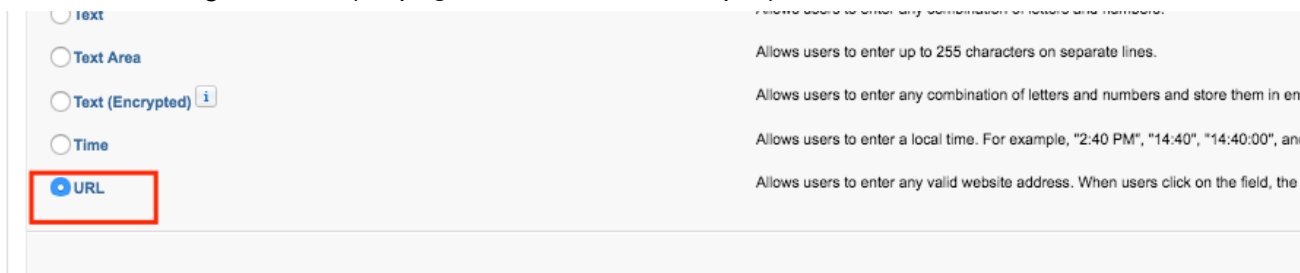 Text
Allows users to enter any combination of letters and numbers.
Text Area
Allows users to enter up to 255 characters on separate lines.
Text (Encrypted) i
Allows users to enter any combination of letters and numbers and store them in en
Time
Allows users to enter a local time. For example, "2:40 PM", "14:40", "14:40:00", an
URL
Allows users to enter any valid website address. When users click on the field, the